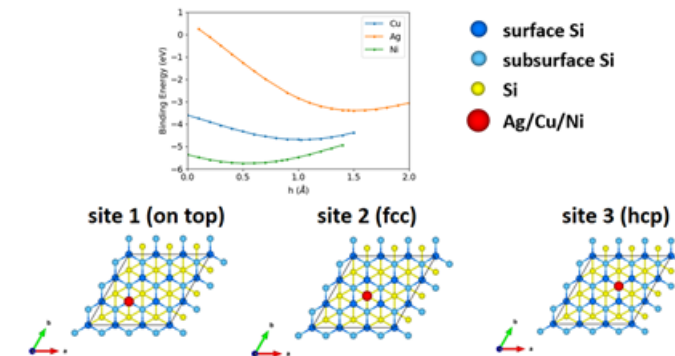 1
0
−1
−2
−3
−4
−5
−6
Binding Energy (eV)
0.0 0.5 1.0 1.5 2.0
h (Å)
Cu
Ag
Ni
surface Si
subsurface Si
Si
Ag/Cu/Ni
site 1 (on top) site 2 (fcc) site 3 (hcp)
b b b
a a a